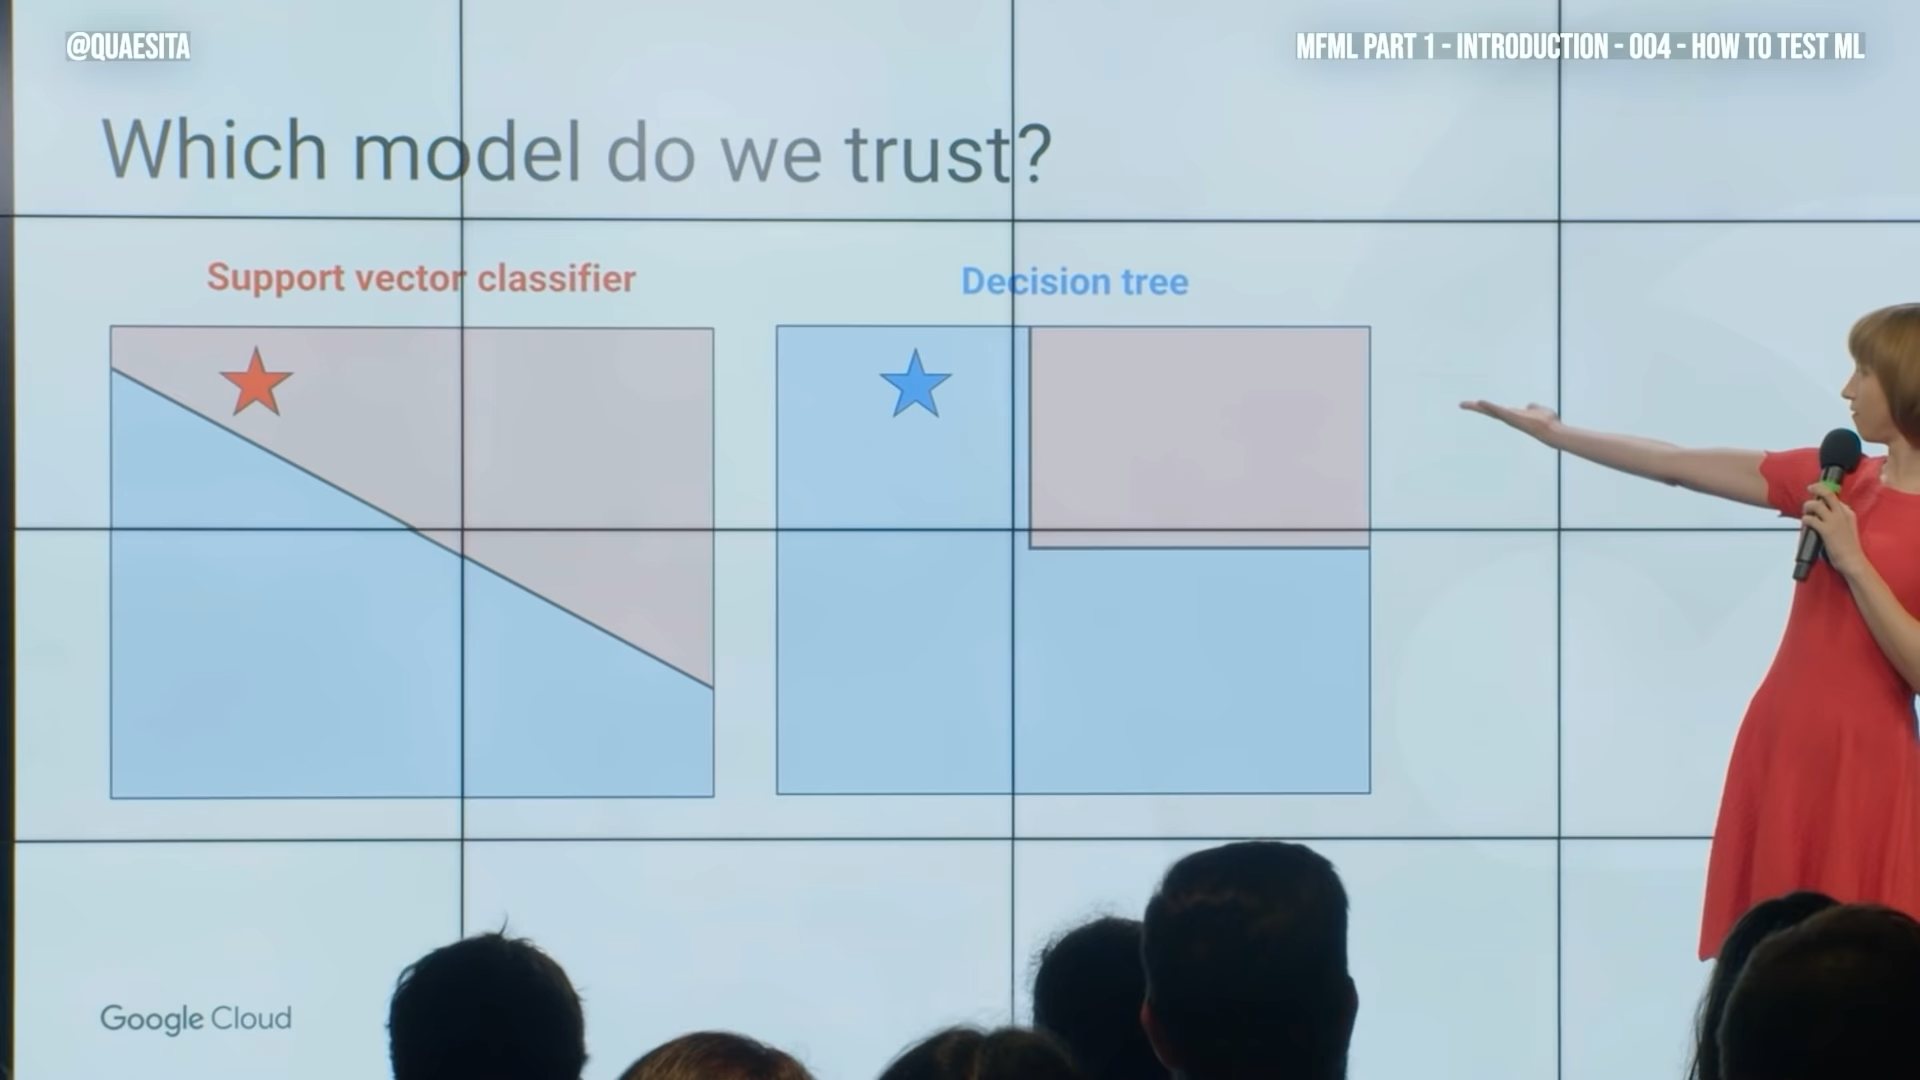 @QUAESITA
MFML PART 1 - INTRODUCTION - 004 - HOW TO TEST ML
Which model do we trust?
Support vector classifier
Decision tree
Google Cloud